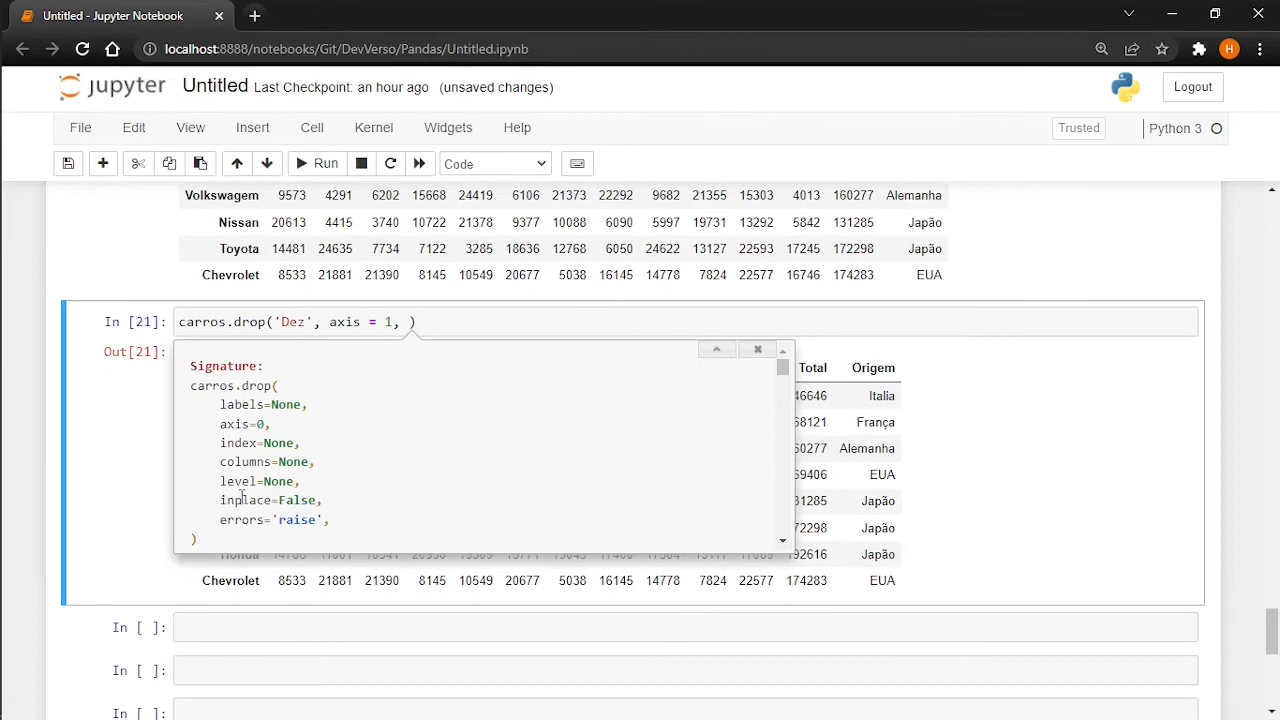 Untitled - Jupyter Notebook
localhost:8888/notebooks/Git/DevVerso/Pandas/Untitled.ipynb
H
jupyter Untitled Last Checkpoint: an hour ago (unsaved changes)
Logout
File Edit View Insert Cell Kernel Widgets Help
Trusted Python 3
Run Code
Volkswagem 9573 4291 6202 15668 24419 6106 21373 22292 9682 21355 15303 4013 160277 Alemanha
Nissan 20613 4415 3740 10722 21378 9377 10088 6090 5997 19731 13292 5842 131285 Japão
Toyota 14481 24635 7734 7122 3285 18636 12768 6050 24622 13127 22593 17245 172298 Japão
Chevrolet 8533 21881 21390 8145 10549 20677 5038 16145 14778 7824 22577 16746 174283 EUA
In [21]: carros.drop('Dez', axis = 1, )
Out[21]:
Signature:
carros.drop(
labels=None,
axis=0,
index=None,
columns=None,
level=None,
inplace=False,
errors='raise',
)
Total Origem
46646 Italia
68121 França
60277 Alemanha
69406 EUA
31285 Japão
72298 Japão
92616 Japão
Chevrolet 8533 21881 21390 8145 10549 20677 5038 16145 14778 7824 22577 174283 EUA
In [ ]:
In [ ]:
In [ ]: